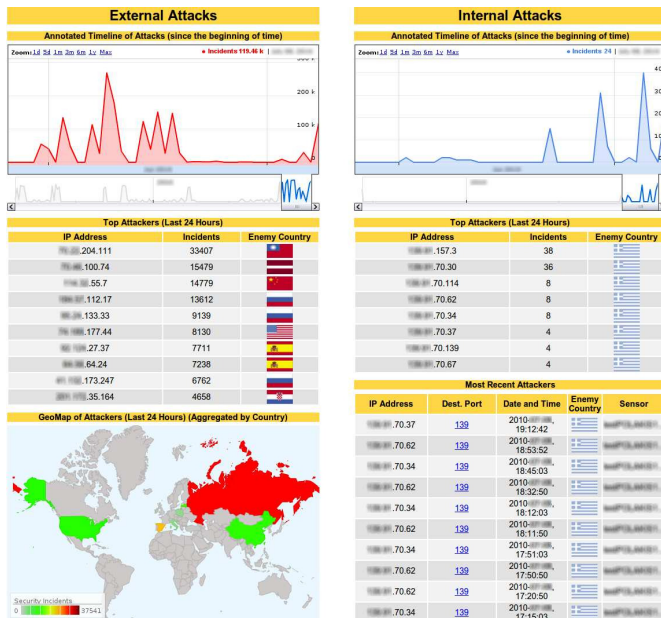 External Attacks
Annotated Timeline of Attacks (since the beginning of time)
Zoom: 1d 5d 1m 3m 6m 1y Max
Incidents 119.46 k |
200 k
100 k
0
Top Attackers (Last 24 Hours)
IP Address Incidents Enemy Country
.204.111 33407
.100.74 15479
.55.7 14779
.112.17 13612
.133.33 9139
.177.44 8130
.27.37 7711
.64.24 7238
.173.247 6762
.35.164 4658
GeoMap of Attackers (Last 24 Hours) (Aggregated by Country)
Security Incidents
0 37541
Internal Attacks
Annotated Timeline of Attacks (since the beginning of time)
Zoom: 1d 5d 1m 3m 6m 1y Max
Incidents 24 |
40
30
20
10
0
Top Attackers (Last 24 Hours)
IP Address Incidents Enemy Country
.157.3 38
.70.30 36
.70.114 8
.70.62 8
.70.34 8
.70.37 4
.70.139 4
.70.67 4
Most Recent Attackers
IP Address Dest. Port Date and Time Enemy Country Sensor
.70.37 139 2010- , 19:12:42
.70.62 139 2010- , 18:53:52
.70.34 139 2010- , 18:45:03
.70.62 139 2010- , 18:32:50
.70.34 139 2010- , 18:12:03
.70.62 139 2010- , 18:11:50
.70.34 139 2010- , 17:51:03
.70.62 139 2010- , 17:50:50
.70.62 139 2010- , 17:20:50
.70.34 139 2010- , 17:15:03